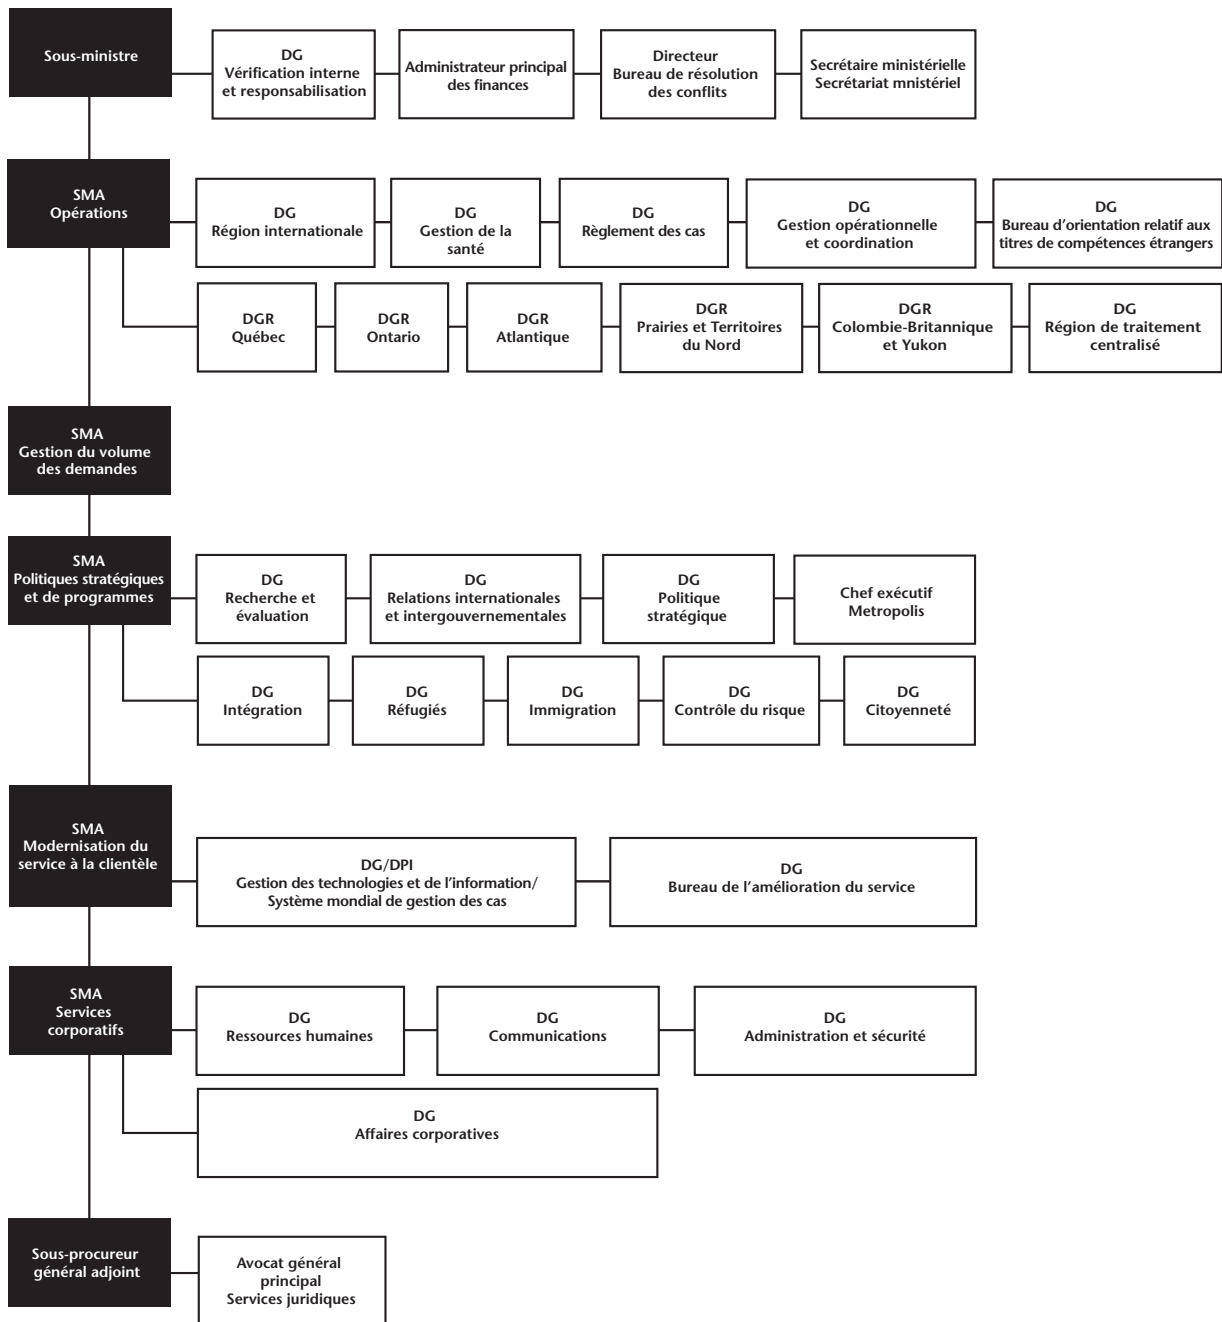 Sous-ministre
DG
Vérification interne
et responsabilisation
Administrateur principal
des finances
Directeur
Bureau de résolution
des conflits
Secrétaire ministérielle
Secrétariat mnistériel
SMA
Opérations
DG
Région internationale
DG
Gestion de la
santé
DG
Règlement des cas
DG
Gestion opérationnelle
et coordination
DG
Bureau d'orientation relatif aux
titres de compétences étrangers
DGR
Québec
DGR
Ontario
DGR
Atlantique
DGR
Prairies et Territoires
du Nord
DGR
Colombie-Britannique
et Yukon
DG
Région de traitement
centralisé
SMA
Gestion du volume
des demandes
SMA
Politiques stratégiques
et de programmes
DG
Recherche et
évaluation
DG
Relations internationales
et intergouvernementales
DG
Politique
stratégique
Chef exécutif
Metropolis
DG
Intégration
DG
Réfugiés
DG
Immigration
DG
Contrôle du risque
DG
Citoyenneté
SMA
Modernisation du
service à la clientèle
DG/DPI
Gestion des technologies et de l'information/
Système mondial de gestion des cas
DG
Bureau de l'amélioration du service
SMA
Services
corporatifs
DG
Ressources humaines
DG
Communications
DG
Administration et sécurité
DG
Affaires corporatives
Sous-procureur
général adjoint
Avocat général
principal
Services juridiques